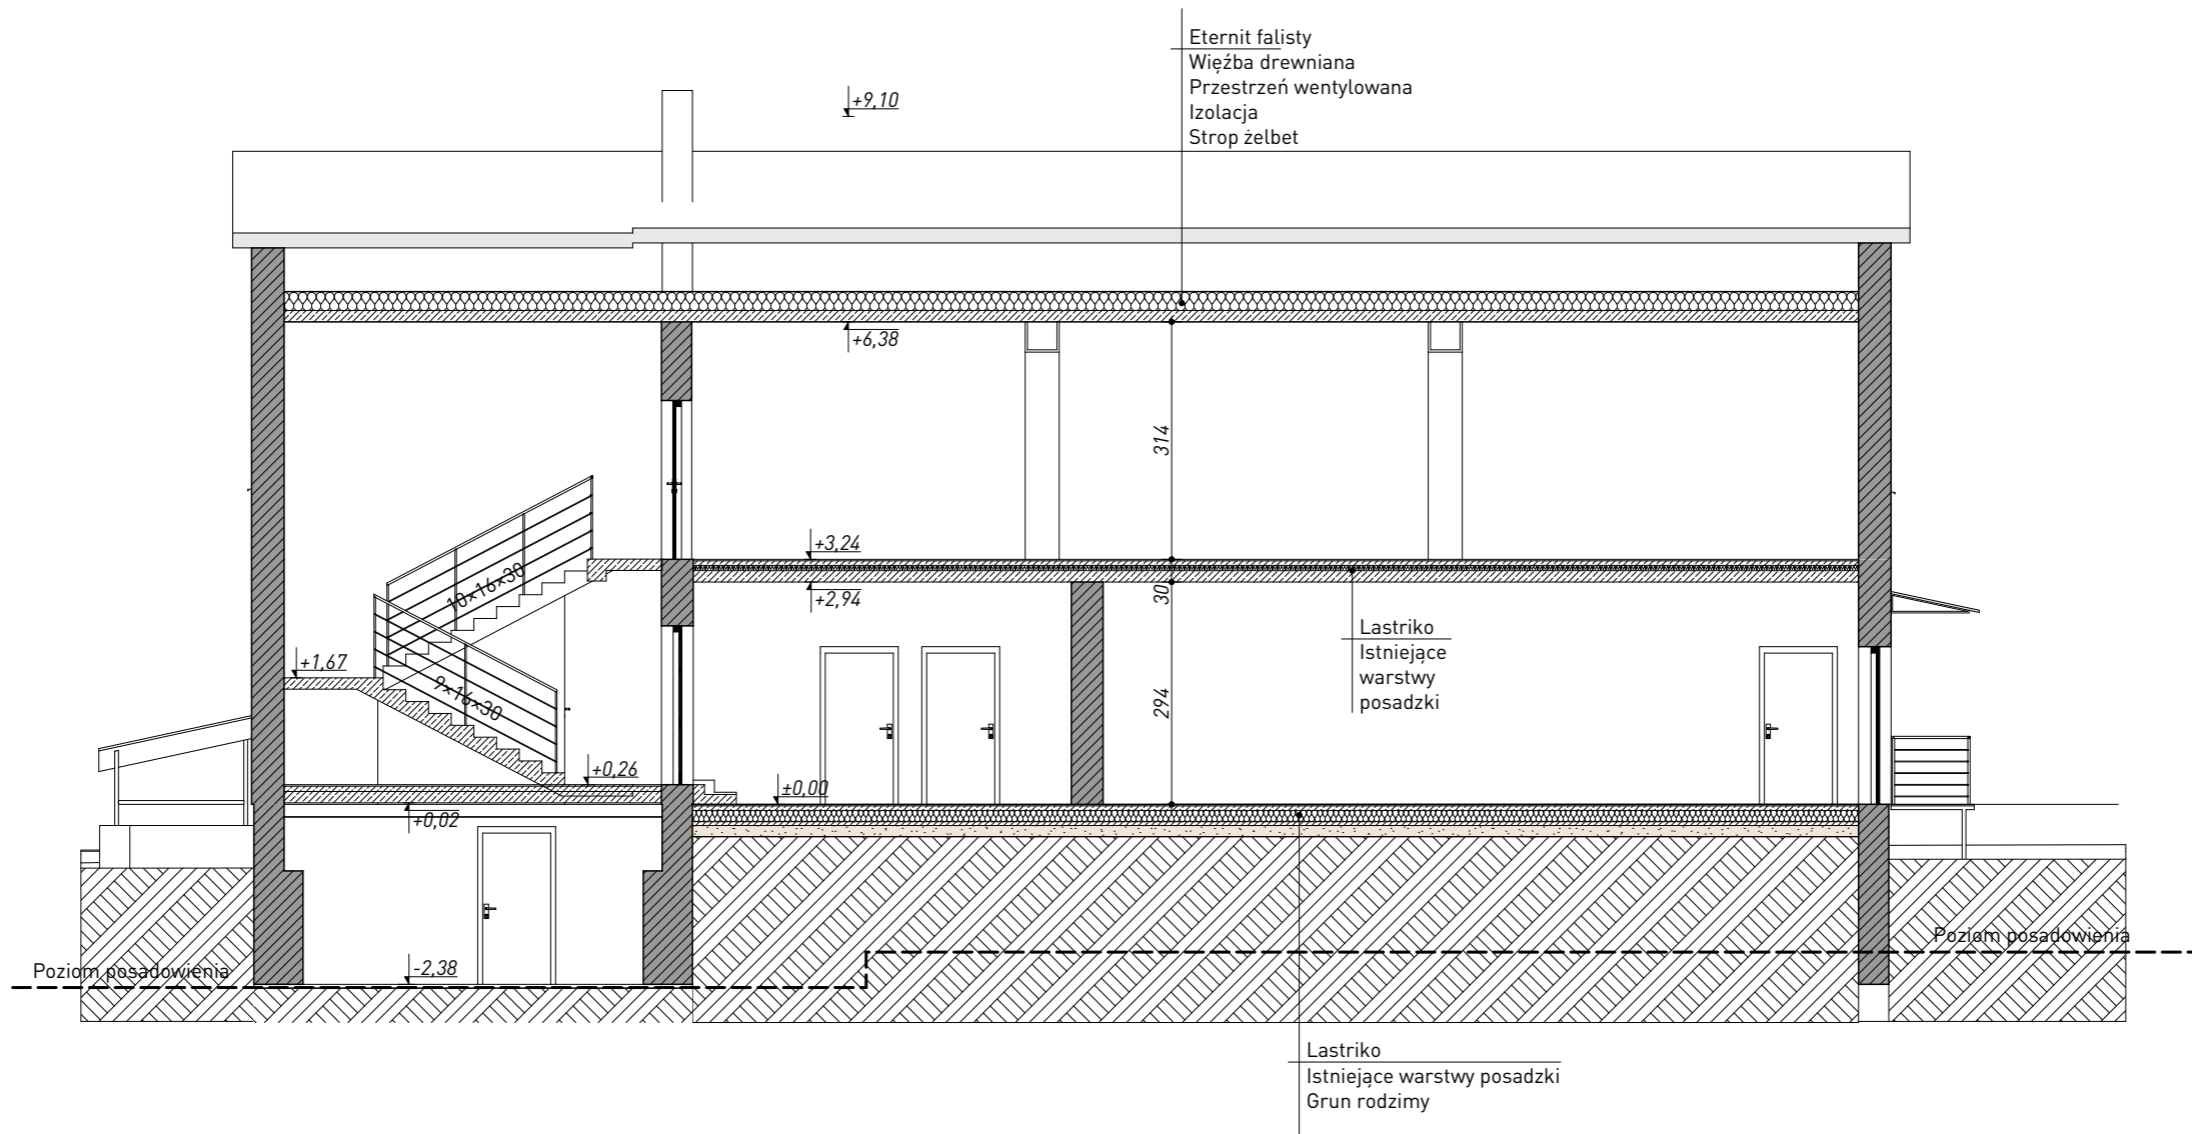 Eternit falisty
Więźba drewniana
Przestrzeń wentylowana
Izolacja
Strop żelbet
+9,10
+6,38
314
+3,24
+2,94
30
10×16×30
Lastriko
Istniejące
warstwy
posadzki
+1,67
9×16×30
294
+0,26
±0,00
+0,02
Poziom posadowienia
Poziom posadowienia
-2,38
Lastriko
Istniejące warstwy posadzki
Grun rodzimy